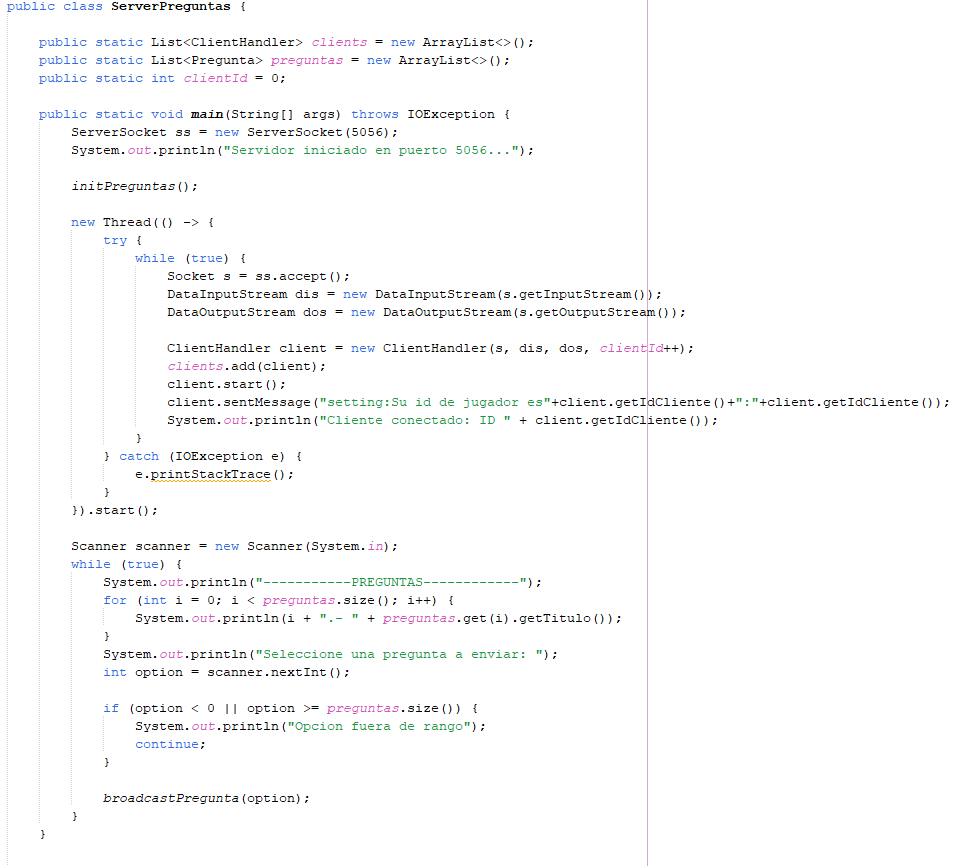 public class ServerPreguntas {

    public static List<ClientHandler> clients = new ArrayList<>();
    public static List<Pregunta> preguntas = new ArrayList<>();
    public static int clientId = 0;

    public static void main(String[] args) throws IOException {
        ServerSocket ss = new ServerSocket(5056);
        System.out.println("Servidor iniciado en puerto 5056...");

        initPreguntas();

        new Thread(() -> {
            try {
                while (true) {
                    Socket s = ss.accept();
                    DataInputStream dis = new DataInputStream(s.getInputStream());
                    DataOutputStream dos = new DataOutputStream(s.getOutputStream());

                    ClientHandler client = new ClientHandler(s, dis, dos, clientId++);
                    clients.add(client);
                    client.start();
                    client.sentMessage("setting:Su id de jugador es"+client.getIdCliente()+":"+client.getIdCliente());
                    System.out.println("Cliente conectado: ID " + client.getIdCliente());
                }
            } catch (IOException e) {
                e.printStackTrace();
            }
        }).start();

        Scanner scanner = new Scanner(System.in);
        while (true) {
            System.out.println("-----------PREGUNTAS------------");
            for (int i = 0; i < preguntas.size(); i++) {
                System.out.println(i + ".- " + preguntas.get(i).getTitulo());
            }
            System.out.println("Seleccione una pregunta a enviar: ");
            int option = scanner.nextInt();

            if (option < 0 || option >= preguntas.size()) {
                System.out.println("Opcion fuera de rango");
                continue;
            }

            broadcastPregunta(option);
        }
    }